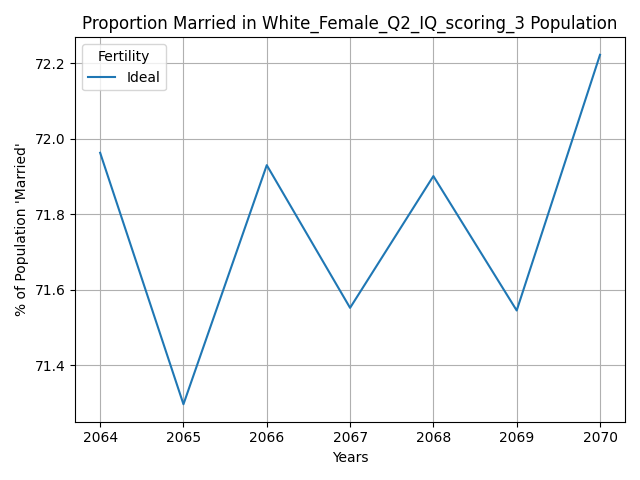 Proportion Married in White_Female_Q2_IQ_scoring_3 Population
Fertility
Ideal
% of Population 'Married'
72.2
72.0
71.8
71.6
71.4
2064 2065 2066 2067 2068 2069 2070
Years